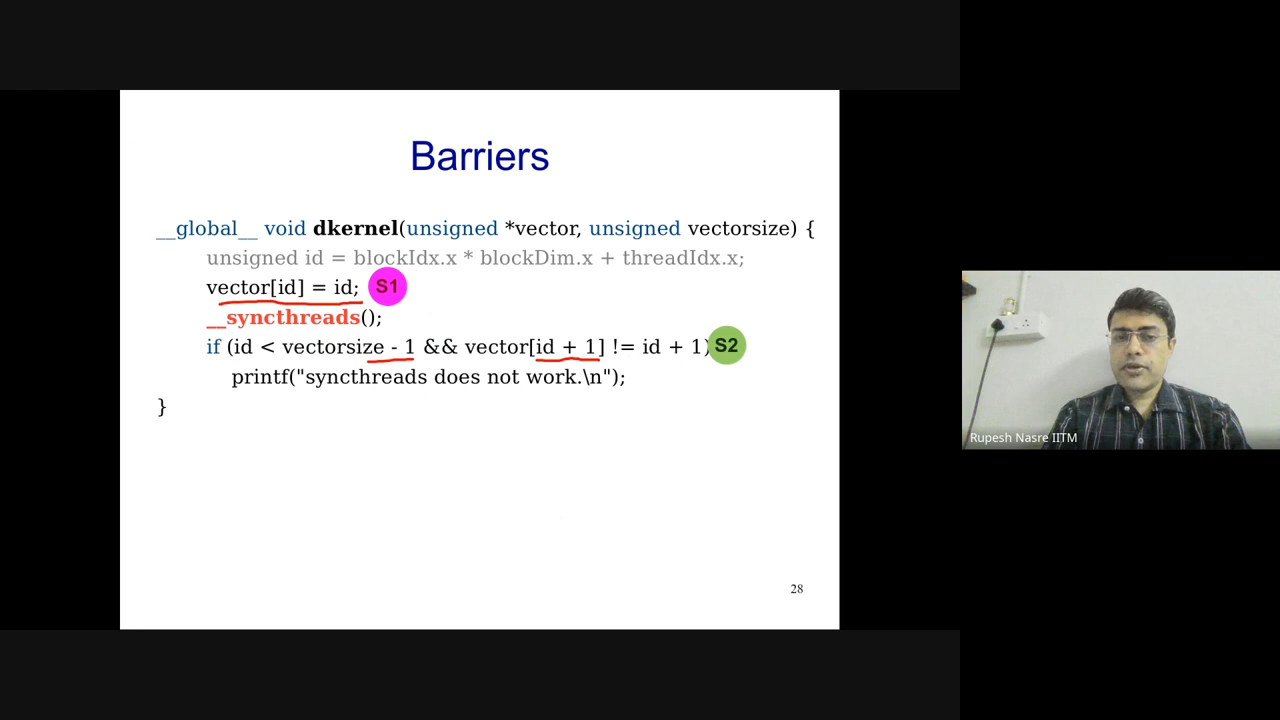 Barriers
__global__ void dkernel(unsigned *vector, unsigned vectorsize) {
unsigned id = blockIdx.x * blockDim.x + threadIdx.x;
vector[id] = id; S1
__syncthreads();
if (id < vectorsize - 1 && vector[id + 1] != id + 1) S2
printf("syncthreads does not work.\n");
}
28
Rupesh Nasre IITM